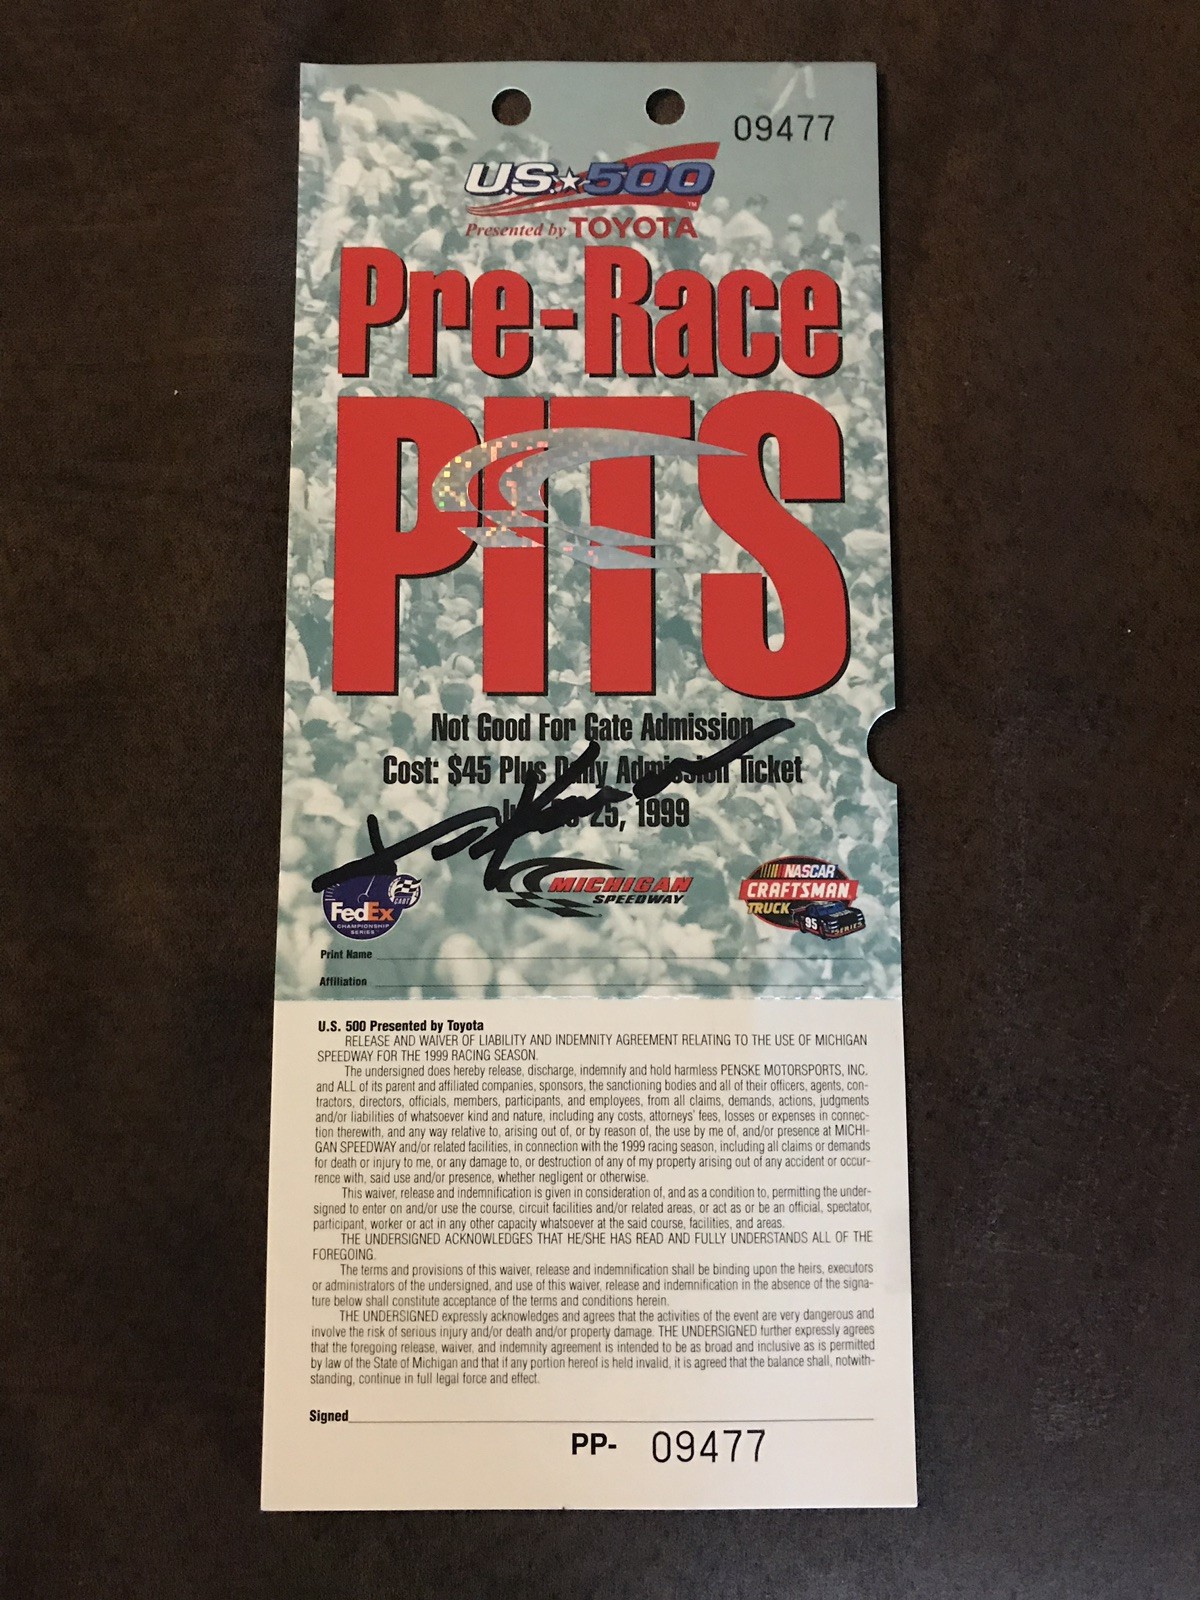 09477
U.S. 500
Presented by TOYOTA
Pre-Race
PITS
Not Good For Gate Admission
Cost: $45 Plus Daily Admission Ticket
25, 1999
CART
FedEx
CHAMPIONSHIP
SERIES
MICHIGAN
SPEEDWAY
NASCAR
CRAFTSMAN
TRUCK
95
SERIES
Print Name
Affiliation
U.S. 500 Presented by Toyota
RELEASE AND WAIVER OF LIABILITY AND INDEMNITY AGREEMENT RELATING TO THE USE OF MICHIGAN
SPEEDWAY FOR THE 1999 RACING SEASON.
The undersigned does hereby release, discharge, indemnify and hold harmless PENSKE MOTORSPORTS, INC.
and ALL of its parent and affiliated companies, sponsors, the sanctioning bodies and all of their officers, agents, con-
tractors, directors, officials, members, participants, and employees, from all claims, demands, actions, judgments
and/or liabilities of whatsoever kind and nature, including any costs, attorneys' fees, losses or expenses in connec-
tion therewith, and any way relative to, arising out of, or by reason of, the use by me of, and/or presence at MICHI-
GAN SPEEDWAY and/or related facilities, in connection with the 1999 racing season, including all claims or demands
for death or injury to me, or any damage to, or destruction of any of my property arising out of any accident or occur-
rence with, said use and/or presence, whether negligent or otherwise.
This waiver, release and indemnification is given in consideration of, and as a condition to, permitting the under-
signed to enter on and/or use the course, circuit facilities and/or related areas, or act as or be an official, spectator,
participant, worker or act in any other capacity whatsoever at the said course, facilities, and areas.
THE UNDERSIGNED ACKNOWLEDGES THAT HE/SHE HAS READ AND FULLY UNDERSTANDS ALL OF THE
FOREGOING.
The terms and provisions of this waiver, release and indemnification shall be binding upon the heirs, executors
or administrators of the undersigned, and use of this waiver, release and indemnification in the absence of the signa-
ture below shall constitute acceptance of the terms and conditions herein.
THE UNDERSIGNED expressly acknowledges and agrees that the activities of the event are very dangerous and
involve the risk of serious injury and/or death and/or property damage. THE UNDERSIGNED further expressly agrees
that the foregoing release, waiver, and indemnity agreement is intended to be as broad and inclusive as is permitted
by law of the State of Michigan and that if any portion hereof is held invalid, it is agreed that the balance shall, notwith-
standing, continue in full legal force and effect.
Signed
PP- 09477